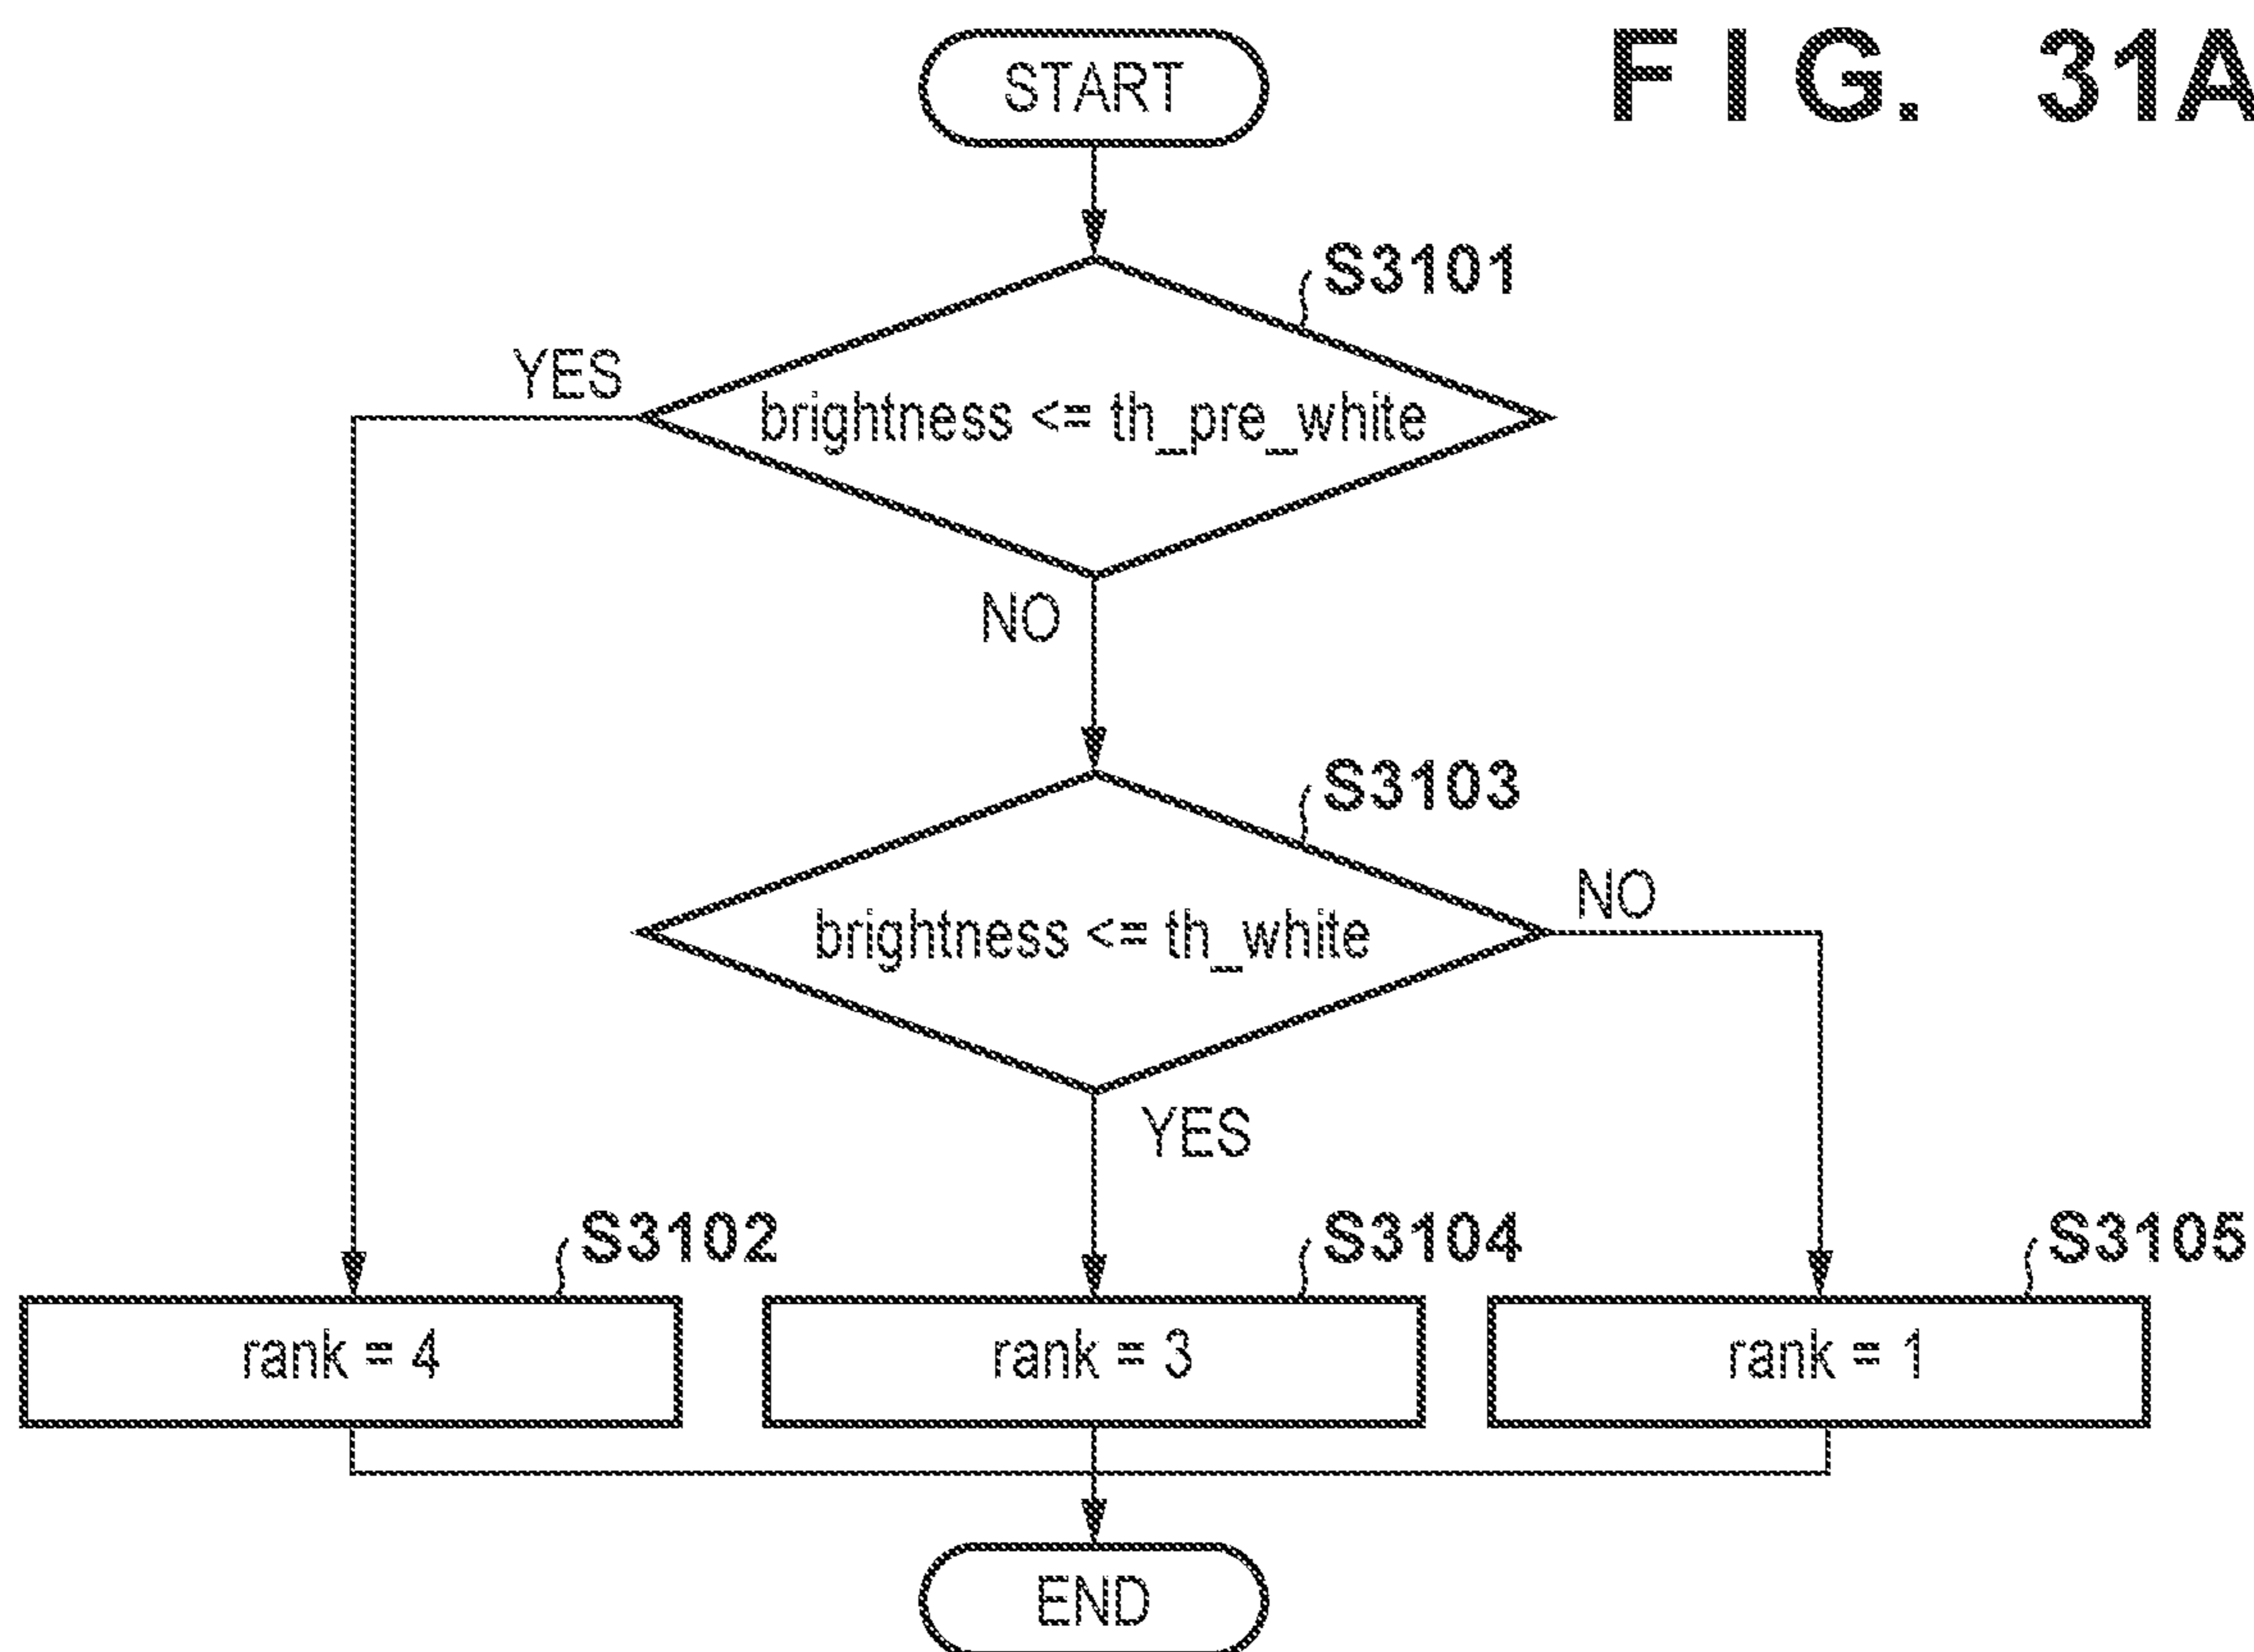 FIG. 31A
START
S3101
YES
brightness <= th_pre_white
NO
S3103
NO
brightness <= th_white
YES
S3102
S3104
S3105
rank = 4
rank = 3
rank = 1
END